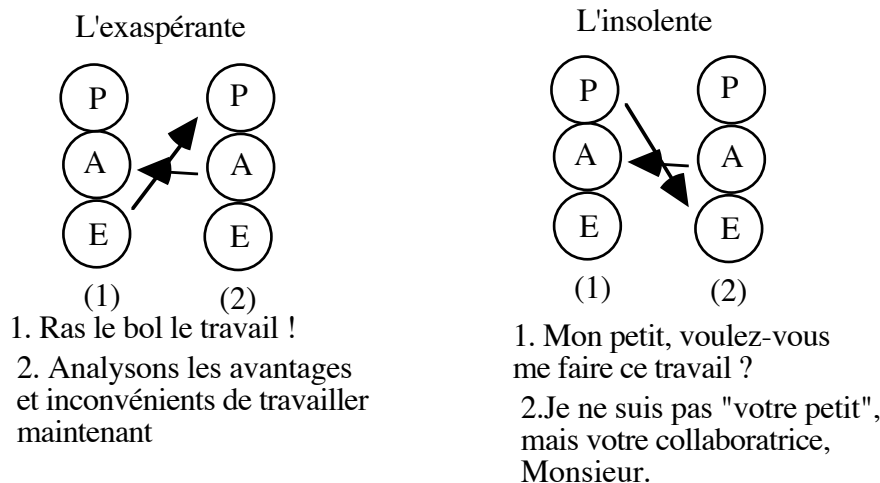 L'exaspérante
P P
A A
E E
(1) (2)
1. Ras le bol le travail !
2. Analysons les avantages
et inconvénients de travailler
maintenant
L'insolente
P P
A A
E E
(1) (2)
1. Mon petit, voulez-vous
me faire ce travail ?
2.Je ne suis pas "votre petit",
mais votre collaboratrice,
Monsieur.